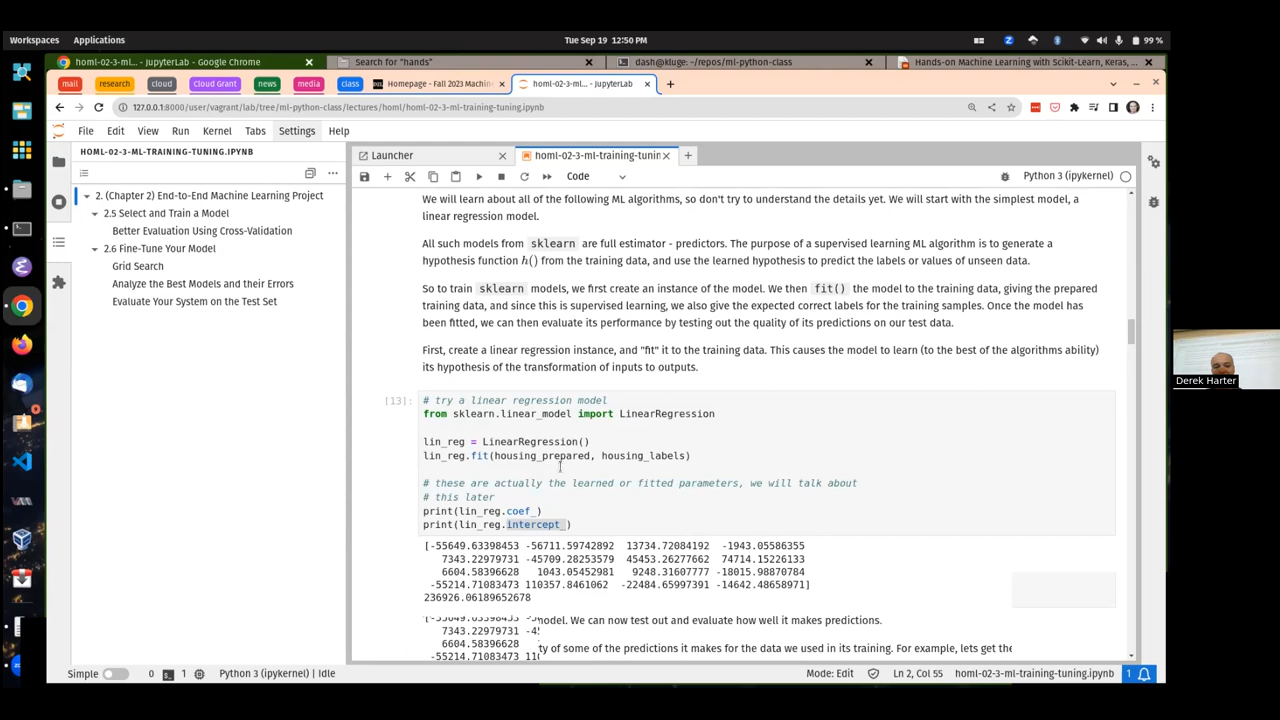 Workspaces Applications Tue Sep 19 12:50 PM 99 %
homl-02-3-ml... - JupyterLab - Google Chrome × Search for "hands" dash@kluge: ~/repos/ml-python-class × Hands-on Machine Learning with Scikit-Learn, Keras, ... ×
mail research cloud Cloud Grant news media class Homepage - Fall 2023 Machin × homl-02-3-ml... - JupyterLab × +
127.0.0.1:8000/user/vagrant/lab/tree/ml-python-class/lectures/homl/homl-02-3-ml-training-tuning.ipynb
File Edit View Run Kernel Tabs Settings Help
HOML-02-3-ML-TRAINING-TUNING.IPYNB
Launcher × homl-02-3-ml-training-tunin × +
Code Python 3 (ipykernel)
2. (Chapter 2) End-to-End Machine Learning Project
2.5 Select and Train a Model
Better Evaluation Using Cross-Validation
2.6 Fine-Tune Your Model
Grid Search
Analyze the Best Models and their Errors
Evaluate Your System on the Test Set
We will learn about all of the following ML algorithms, so don't try to understand the details yet. We will start with the simplest model, a
linear regression model.
All such models from sklearn are full estimator - predictors. The purpose of a supervised learning ML algorithm is to generate a
hypothesis function h() from the training data, and use the learned hypothesis to predict the labels or values of unseen data.
So to train sklearn models, we first create an instance of the model. We then fit() the model to the training data, giving the prepared
training data, and since this is supervised learning, we also give the expected correct labels for the training samples. Once the model has
been fitted, we can then evaluate its performance by testing out the quality of its predictions on our test data.
First, create a linear regression instance, and "fit" it to the training data. This causes the model to learn (to the best of the algorithms ability)
its hypothesis of the transformation of inputs to outputs.
[13]: # try a linear regression model
from sklearn.linear_model import LinearRegression
lin_reg = LinearRegression()
lin_reg.fit(housing_prepared, housing_labels)
# these are actually the learned or fitted parameters, we will talk about
# this later
print(lin_reg.coef_)
print(lin_reg.intercept_)
[-55649.63398453 -56711.59742892 13734.72084192 -1943.05586355
7343.22979731 -45709.28253579 45453.26277662 74714.15226133
6604.58396628 1043.05452981 9248.31607777 -18015.98870784
-55214.71083473 110357.8461062 -22484.65997391 -14642.48658971]
236926.06189652678
model. We can now test out and evaluate how well it makes predictions.
7343.22979731 -4
6604.58396628
ty of some of the predictions it makes for the data we used in its training. For example, lets get the
-55214.71083473 11
Simple 0 1 Python 3 (ipykernel) | Idle Mode: Edit Ln 2, Col 55 homl-02-3-ml-training-tuning.ipynb 1
Derek Harter